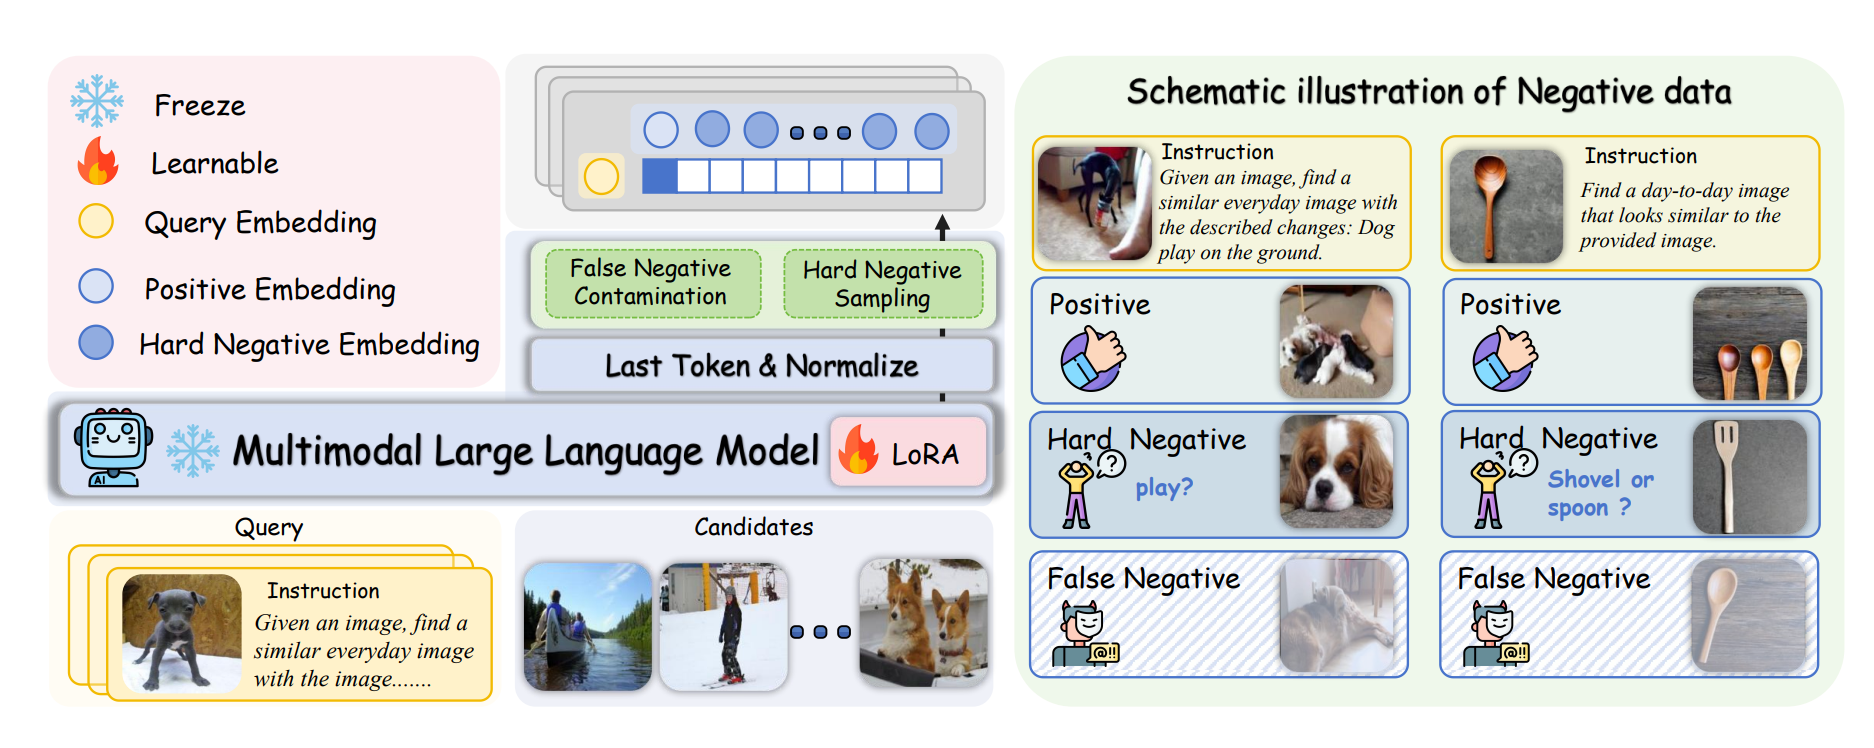 Freeze
Learnable
Query Embedding
Positive Embedding
Hard Negative Embedding
False Negative
Contamination
Hard Negative
Sampling
Last Token & Normalize
AI
Multimodal Large Language Model
LoRA
Query
Instruction
Given an image, find a
similar everyday image
with the image.......
Candidates
Schematic illustration of Negative data
Instruction
Given an image, find a
similar everyday image with
the described changes: Dog
play on the ground.
Positive
Hard Negative
?
play?
False Negative
@!!
Instruction
Find a day-to-day image
that looks similar to the
provided image.
Positive
Hard Negative
?
Shovel or
spoon ?
False Negative
@!!